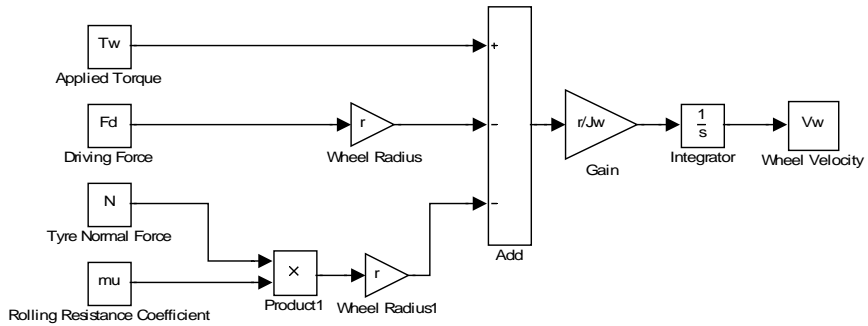 Tw
+
Applied Torque
Fd
r
−
r/Jw
1
s
Vw
Driving Force
Wheel Radius
Gain
Integrator
Wheel Velocity
N
−
Tyre Normal Force
Add
mu
×
r
Rolling Resistance Coefficient
Product1
Wheel Radius1